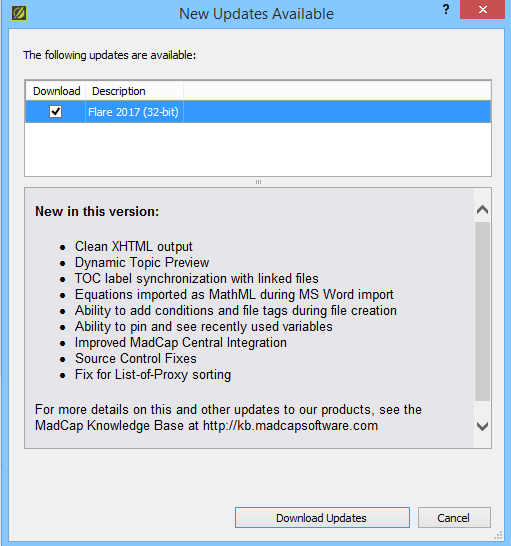 New Updates Available
?
The following updates are available:
Download Description
Flare 2017 (32-bit)
New in this version:
• Clean XHTML output
• Dynamic Topic Preview
• TOC label synchronization with linked files
• Equations imported as MathML during MS Word import
• Ability to add conditions and file tags during file creation
• Ability to pin and see recently used variables
• Improved MadCap Central Integration
• Source Control Fixes
• Fix for List-of-Proxy sorting
For more details on this and other updates to our products, see the
MadCap Knowledge Base at http://kb.madcapsoftware.com
Download Updates
Cancel